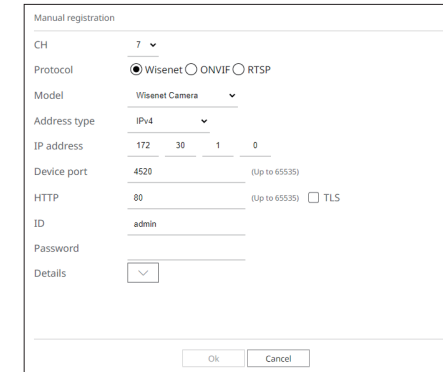 Manual registration
CH 7
Protocol Wisenet ONVIF RTSP
Model Wisenet Camera
Address type IPv4
IP address 172 30 1 0
Device port 4520 (Up to 65535)
HTTP 80 (Up to 65535) TLS
ID admin
Password
Details
Ok Cancel